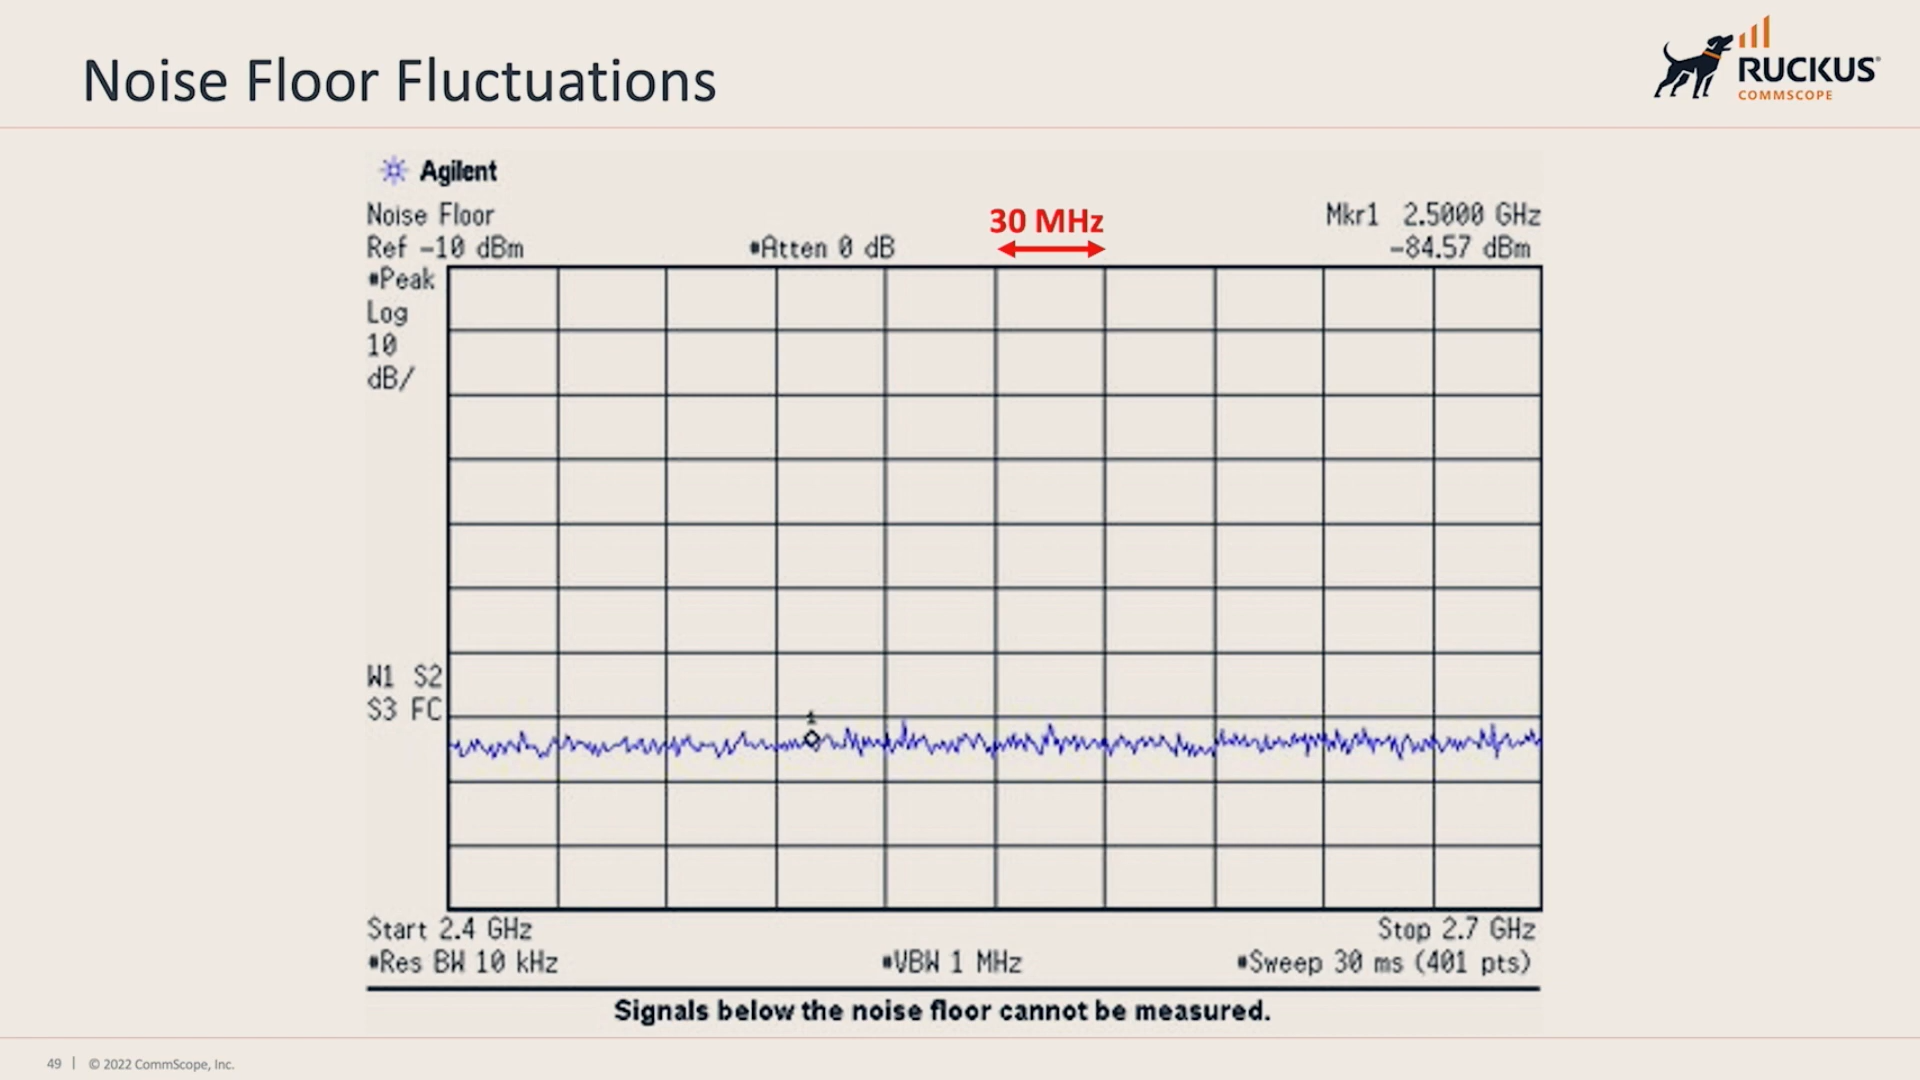 Noise Floor Fluctuations
RUCKUS®
COMMSCOPE
Agilent
Noise Floor
30 MHz
Mkr1 2.5000 GHz
Ref -10 dBm
#Atten 0 dB
-84.57 dBm
#Peak
Log
10
dB/
W1 S2
S3 FC
1
Start 2.4 GHz
Stop 2.7 GHz
#Res BW 10 kHz
#VBW 1 MHz
#Sweep 30 ms (401 pts)
Signals below the noise floor cannot be measured.
49 | © 2022 CommScope, Inc.